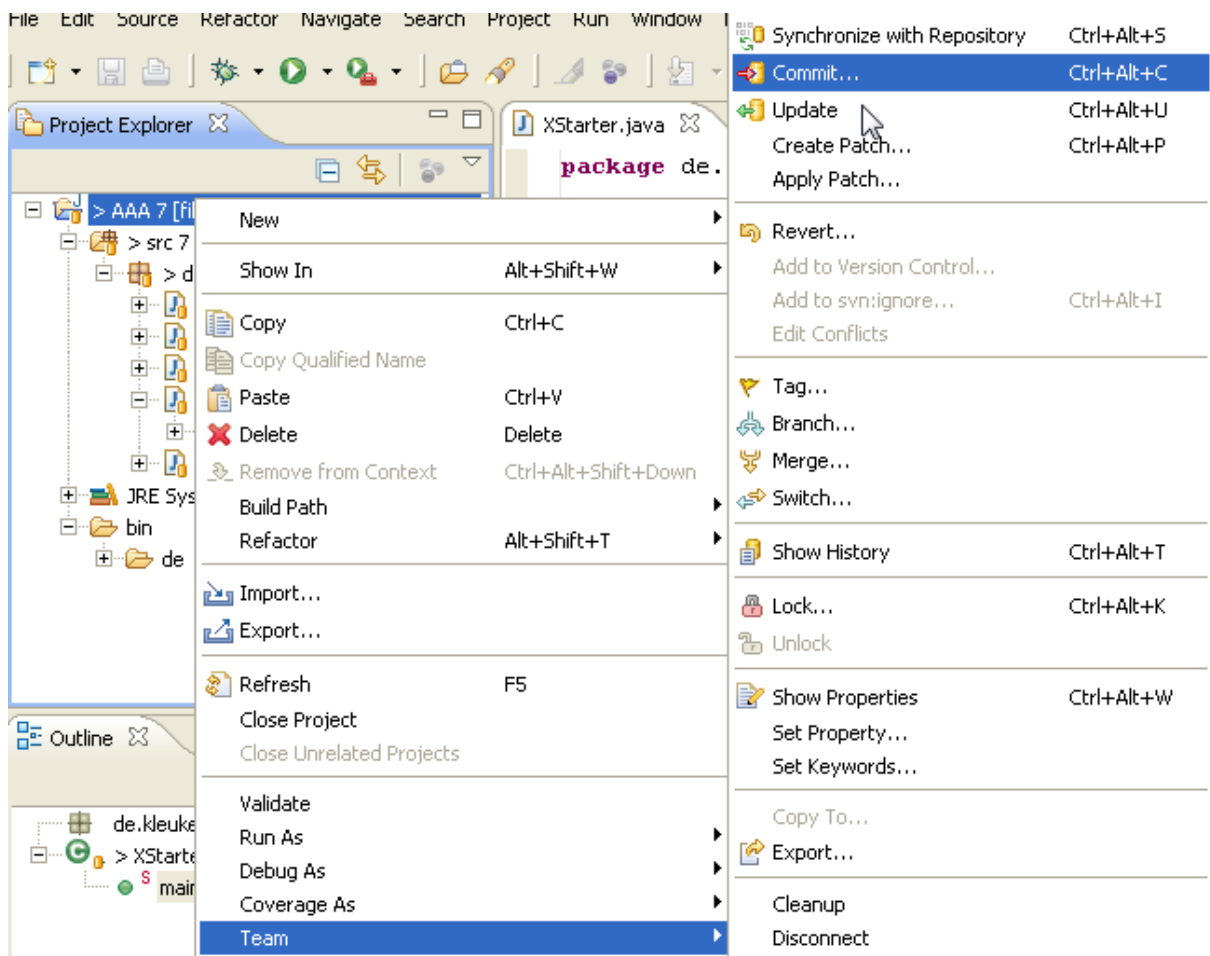 File Edit Source Refactor Navigate Search Project Run Window
Project Explorer
XStarter.java
package de.
> AAA 7 [fil
> src 7
> d
JRE Sys
bin
de
Outline
de.kleuke
> XStarte
main
New
Show In Alt+Shift+W
Copy Ctrl+C
Copy Qualified Name
Paste Ctrl+V
Delete Delete
Remove from Context Ctrl+Alt+Shift+Down
Build Path
Refactor Alt+Shift+T
Import...
Export...
Refresh F5
Close Project
Close Unrelated Projects
Validate
Run As
Debug As
Coverage As
Team
Synchronize with Repository Ctrl+Alt+S
Commit... Ctrl+Alt+C
Update Ctrl+Alt+U
Create Patch... Ctrl+Alt+P
Apply Patch...
Revert...
Add to Version Control...
Add to svn:ignore... Ctrl+Alt+I
Edit Conflicts
Tag...
Branch...
Merge...
Switch...
Show History Ctrl+Alt+T
Lock... Ctrl+Alt+K
Unlock
Show Properties Ctrl+Alt+W
Set Property...
Set Keywords...
Copy To...
Export...
Cleanup
Disconnect